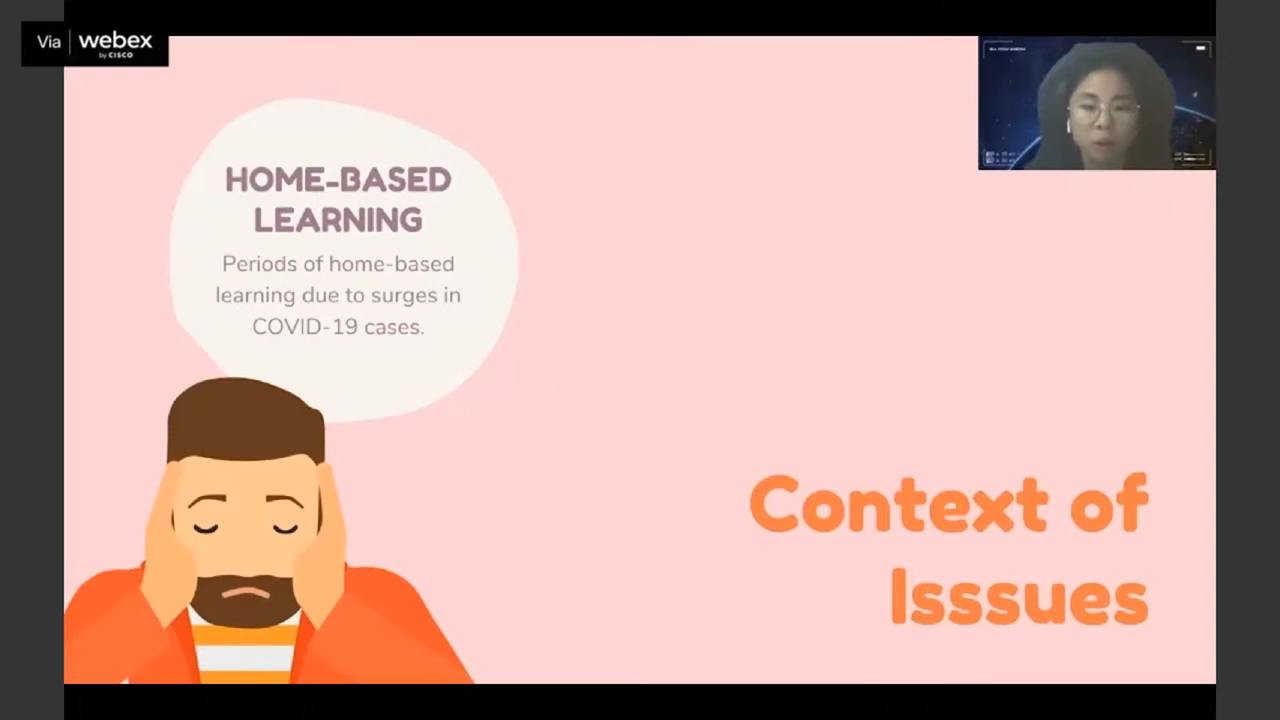 Via webex
by CISCO
HOME-BASED
LEARNING
Periods of home-based
learning due to surges in
COVID-19 cases.
Context of
Isssues